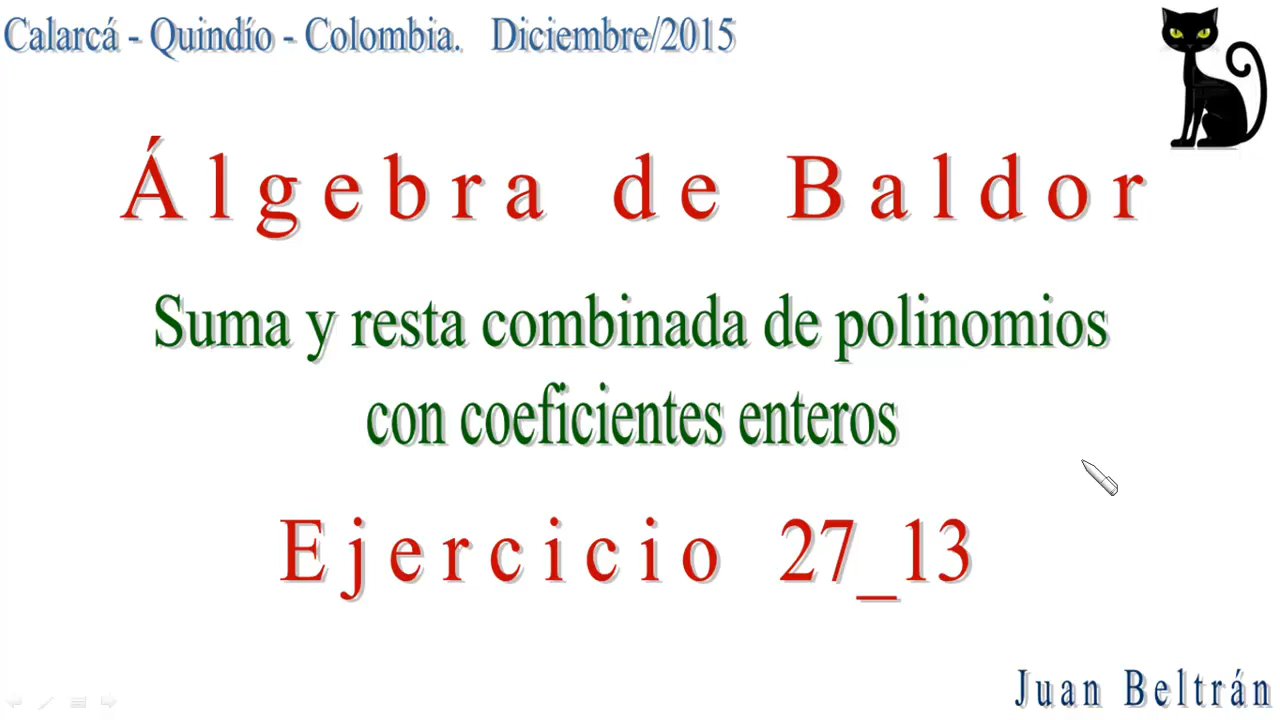 Calarcá - Quindío - Colombia. Diciembre/2015
Álgebra de Baldor
Suma y resta combinada de polinomios
con coeficientes enteros
Ejercicio 27_13
Juan Beltrán